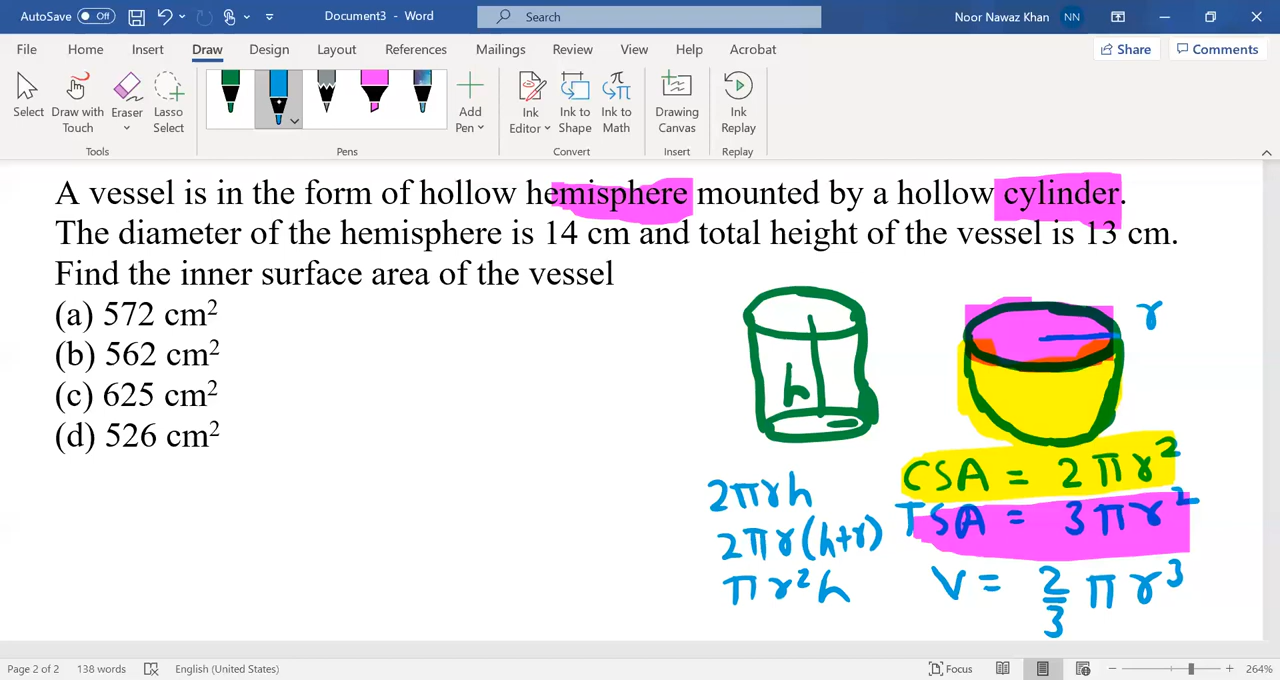 AutoSave Off Document3 - Word Search Noor Nawaz Khan NN
File Home Insert Draw Design Layout References Mailings Review View Help Acrobat Share Comments
Select Draw with Touch Eraser Lasso Select Add Pen Ink Editor Ink to Shape Ink to Math Drawing Canvas Ink Replay
Tools Pens Convert Insert Replay
A vessel is in the form of hollow hemisphere mounted by a hollow cylinder.
The diameter of the hemisphere is 14 cm and total height of the vessel is 13 cm.
Find the inner surface area of the vessel
(a) 572 cm²
(b) 562 cm²
(c) 625 cm²
(d) 526 cm²
h
r
2πrh
2πr(h+r)
πr²h
CSA = 2πr²
TSA = 3πr²
V = 2/3 πr³
Page 2 of 2 138 words English (United States) Focus 264%